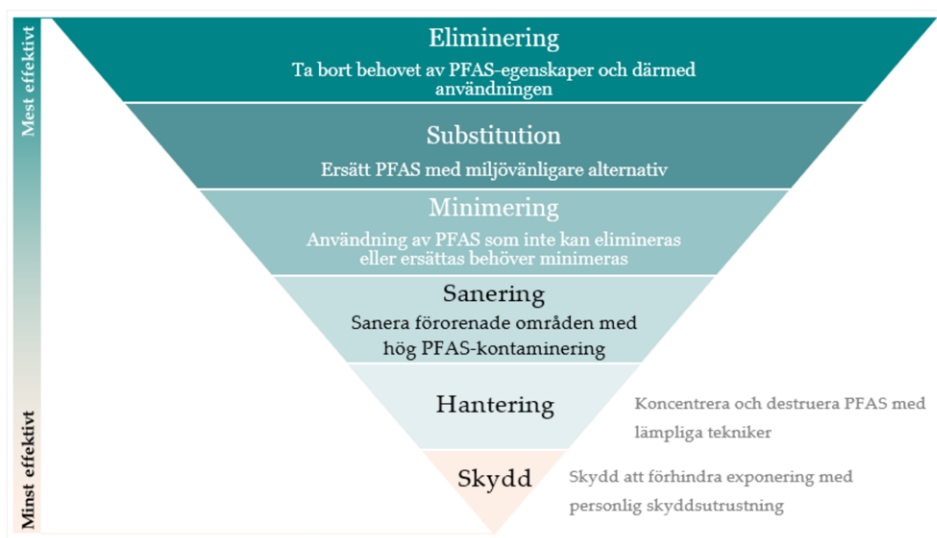 Mest effektivt
Eliminering
Ta bort behovet av PFAS-egenskaper och därmed
användningen
Substitution
Ersätt PFAS med miljövänligare alternativ
Minimering
Användning av PFAS som inte kan elimineras
eller ersättas behöver minimeras
Sanering
Sanera förorenade områden med
hög PFAS-kontaminering
Hantering
Koncentrera och destruera PFAS med
lämpliga tekniker
Minst effektivt
Skydd
Skydd att förhindra exponering med
personlig skyddsutrustning